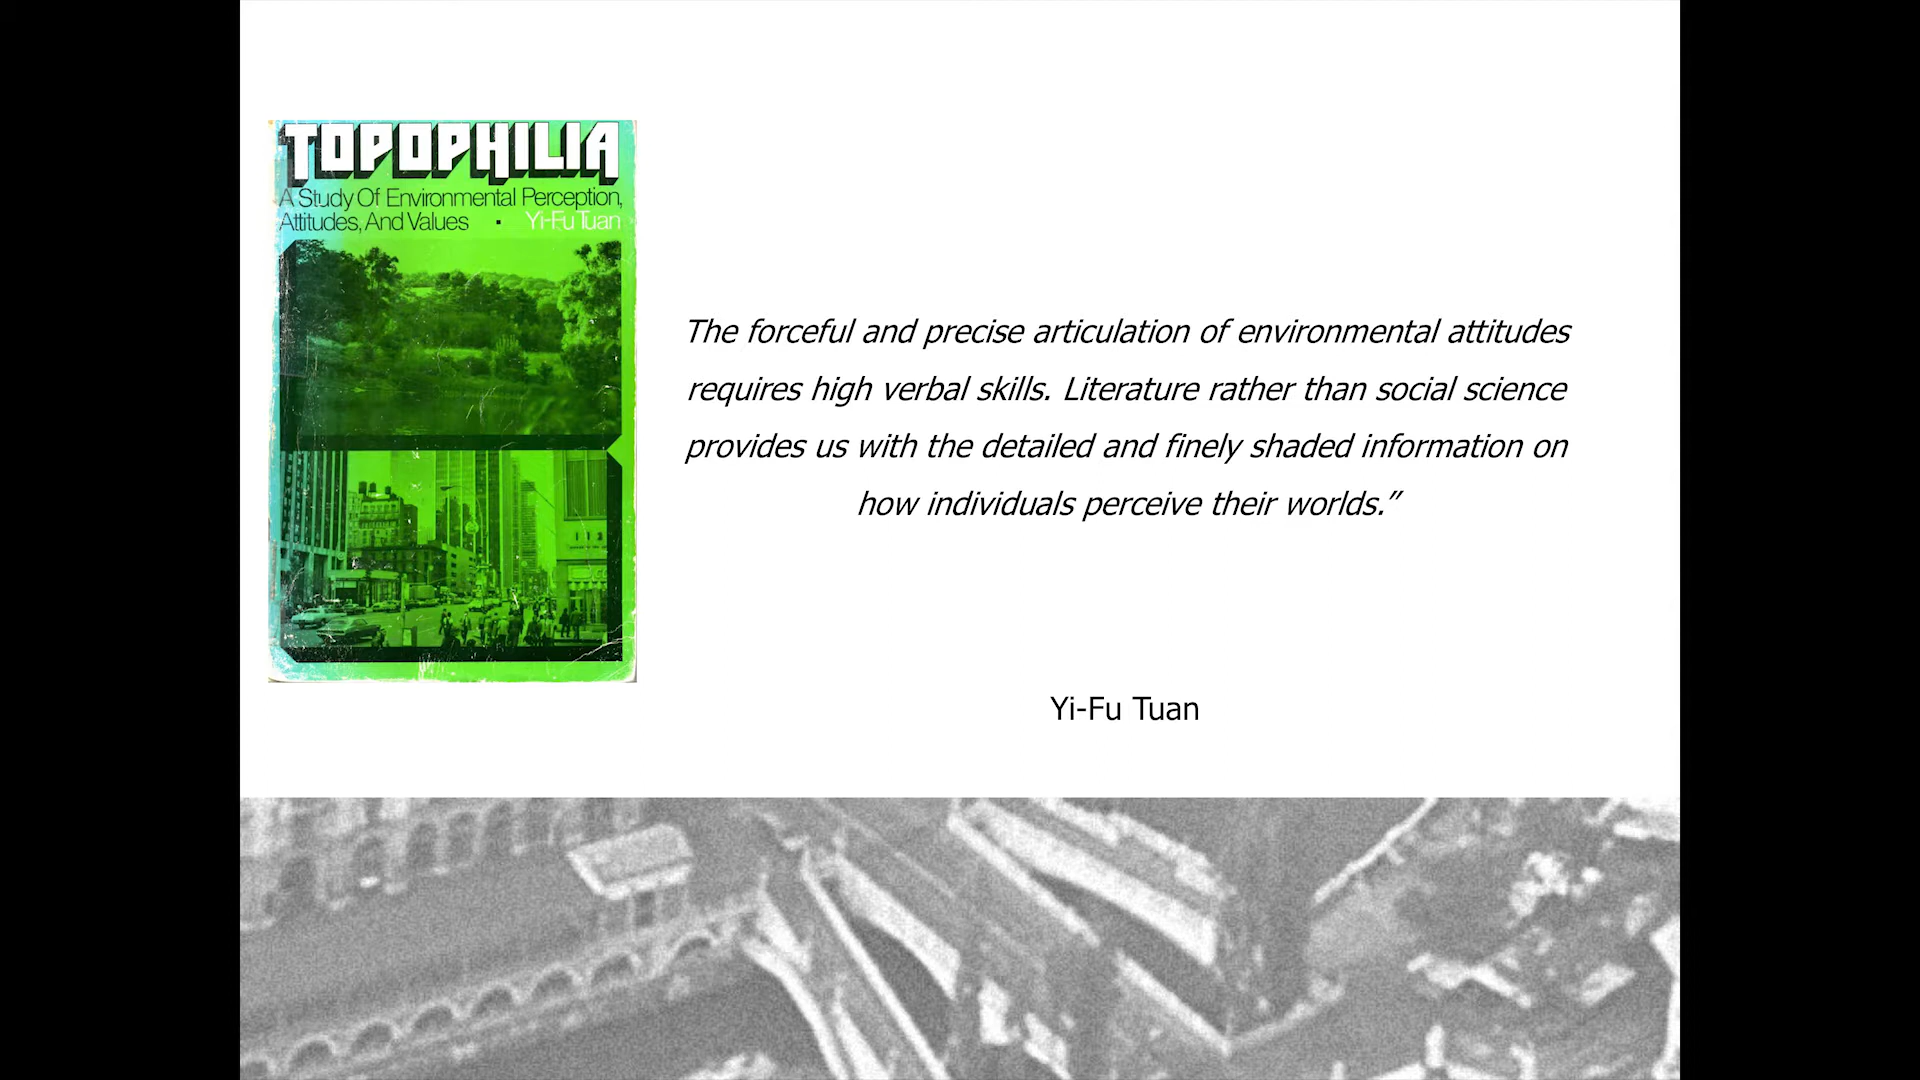 TOPOPHILIA
A Study Of Environmental Perception,
Attitudes, And Values · Yi-Fu Tuan
The forceful and precise articulation of environmental attitudes
requires high verbal skills. Literature rather than social science
provides us with the detailed and finely shaded information on
how individuals perceive their worlds.”
Yi-Fu Tuan